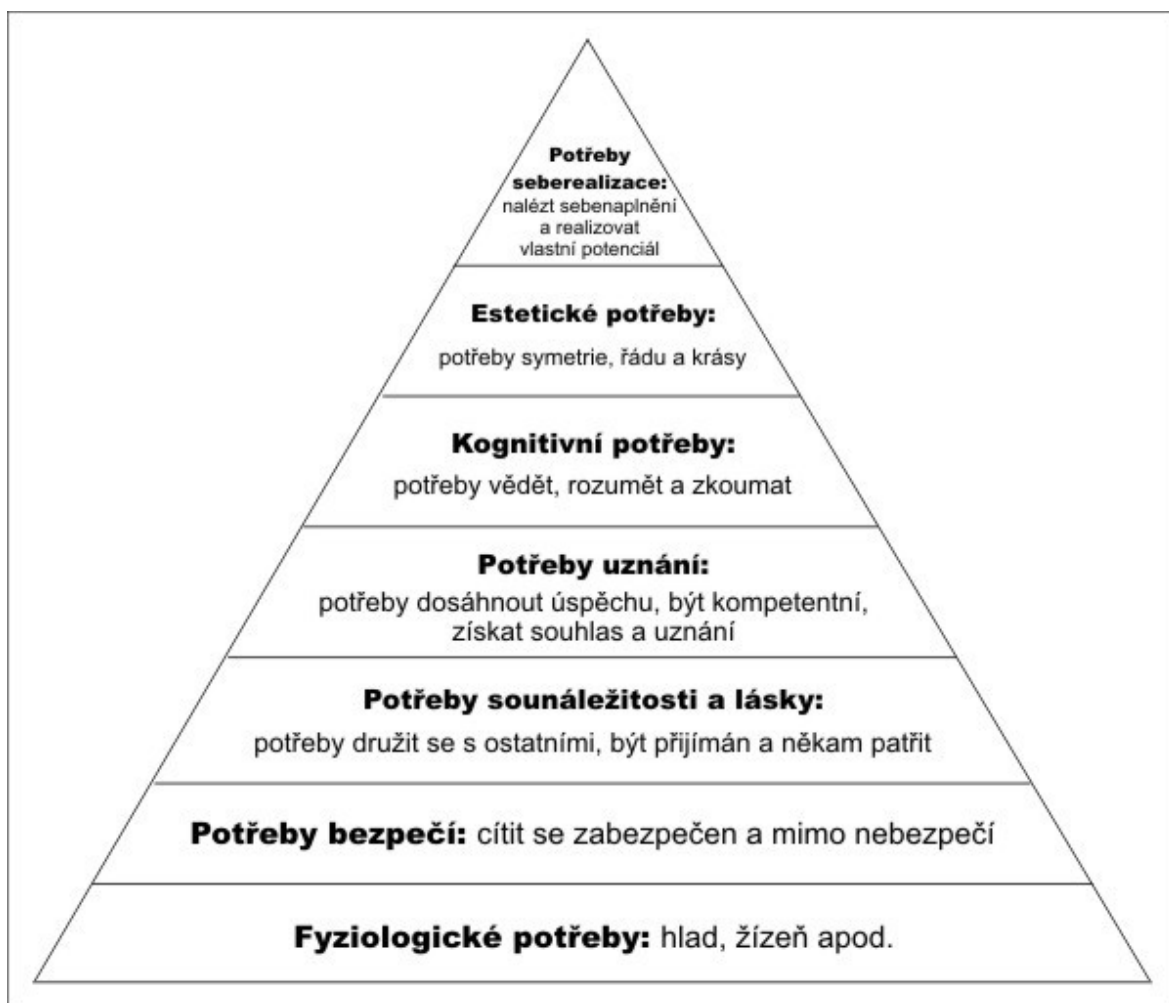 Potřeby
seberealizace:
nalézt sebenaplnění
a realizovat
vlastní potenciál
Estetické potřeby:
potřeby symetrie, řádu a krásy
Kognitivní potřeby:
potřeby vědět, rozumět a zkoumat
Potřeby uznání:
potřeby dosáhnout úspěchu, být kompetentní,
získat souhlas a uznání
Potřeby sounáležitosti a lásky:
potřeby družit se s ostatními, být přijímán a někam patřit
Potřeby bezpečí: cítit se zabezpečen a mimo nebezpečí
Fyziologické potřeby: hlad, žízeň apod.